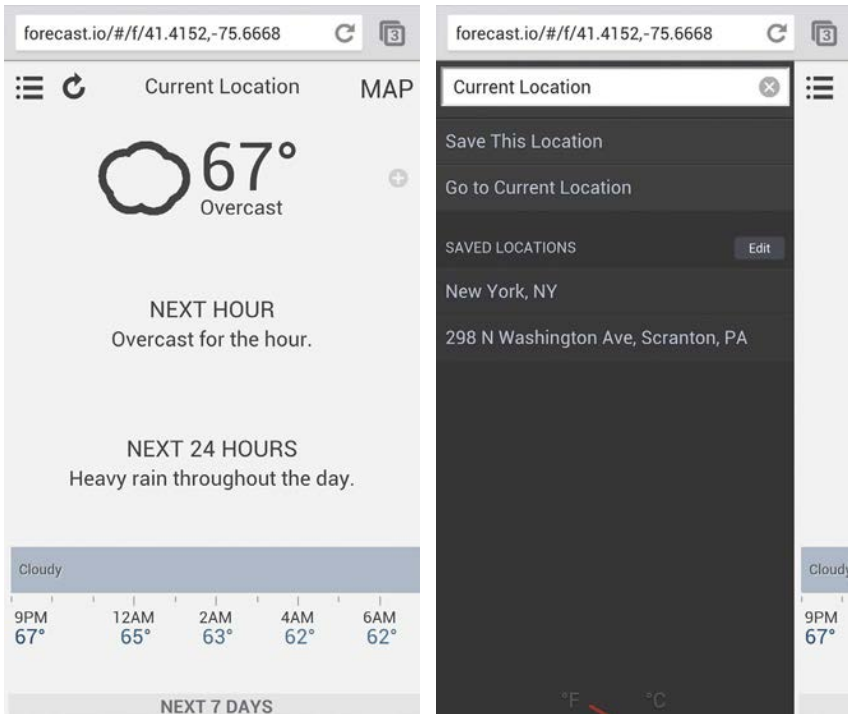 forecast.io/#/f/41.4152,-75.6668
3
Current Location
MAP
67°
Overcast
NEXT HOUR
Overcast for the hour.
NEXT 24 HOURS
Heavy rain throughout the day.
Cloudy
9PM 12AM 2AM 4AM 6AM
67° 65° 63° 62° 62°
NEXT 7 DAYS
forecast.io/#/f/41.4152,-75.6668
3
Current Location
Save This Location
Go to Current Location
SAVED LOCATIONS
Edit
New York, NY
298 N Washington Ave, Scranton, PA
°F °C
Cloudy
9PM
67°